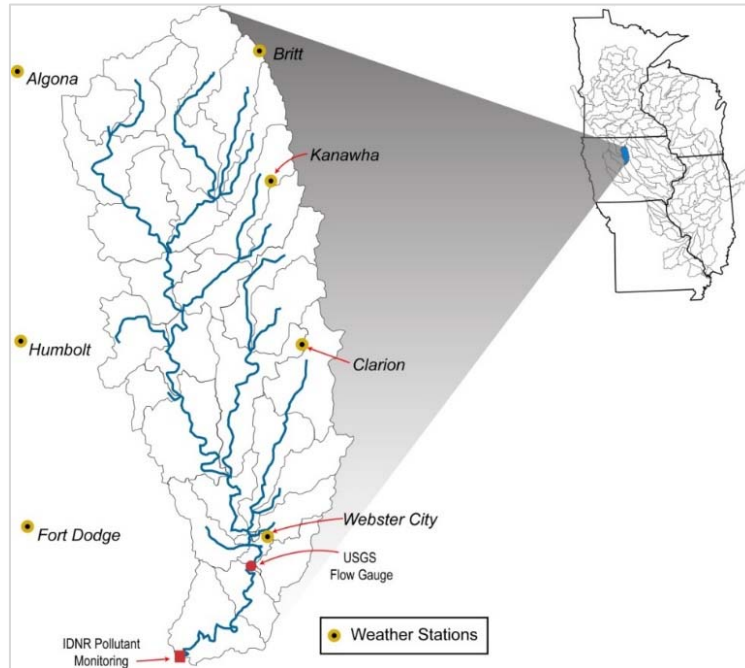 Britt
Algona
Kanawha
Humbolt
Clarion
Webster City
Fort Dodge
USGS
Flow Gauge
IDNR Pollutant
Monitoring
Weather Stations